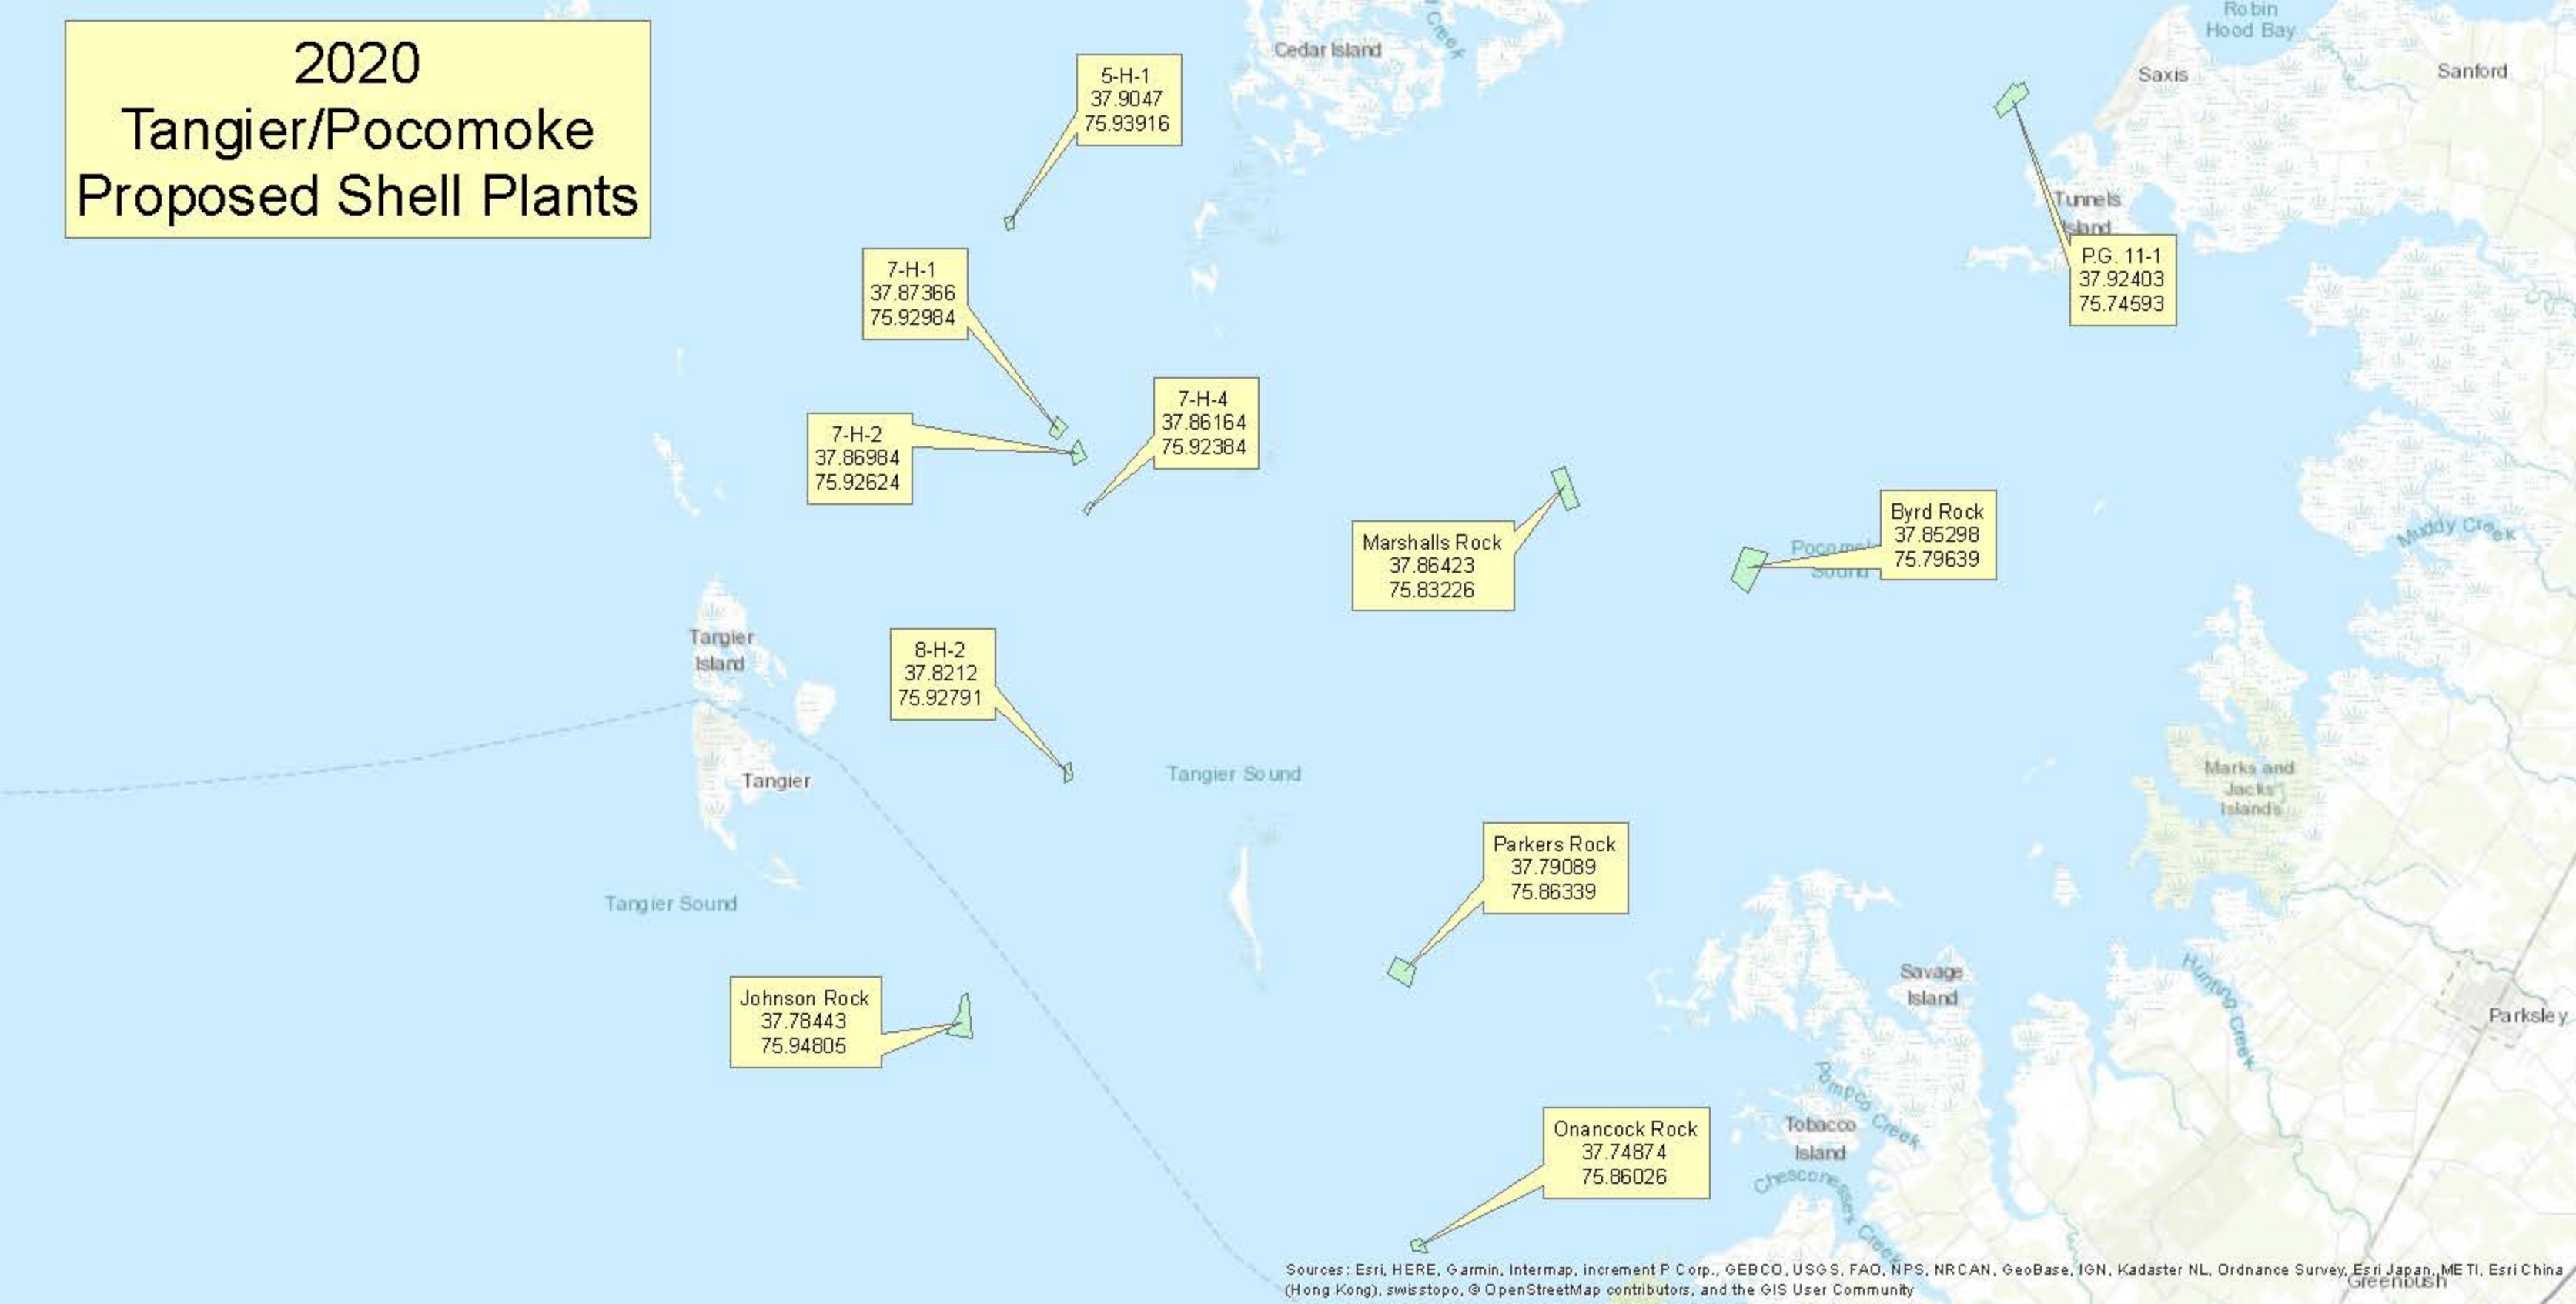 2020
Tangier/Pocomoke
Proposed Shell Plants
Cedar Island
Creek
Robin
Hood Bay
Saxis
Sanford
5-H-1
37.9047
75.93916
Tunnels
Island
P.G. 11-1
37.92403
75.74593
7-H-1
37.87366
75.92984
7-H-4
37.86164
75.92384
7-H-2
37.86984
75.92624
Marshalls Rock
37.86423
75.83226
Byrd Rock
37.85298
75.79639
Sound
Muddy Creek
Tangier
Island
8-H-2
37.8212
75.92791
Tangier
Tangier Sound
Marks and
Jacks
Islands
Parkers Rock
37.79089
75.86339
Tangier Sound
Johnson Rock
37.78443
75.94805
Savage
Island
Hunting Creek
Parksley
Pompco Creek
Onancock Rock
37.74874
75.86026
Tobacco
Island
Chesconessex Creek
Sources: Esri, HERE, Garmin, Intermap, increment P Corp., GEBCO, USGS, FAO, NPS, NRCAN, GeoBase, IGN, Kadaster NL, Ordnance Survey, Esri Japan, METI, Esri China
(Hong Kong), swisstopo, © OpenStreetMap contributors, and the GIS User Community
Greenbush